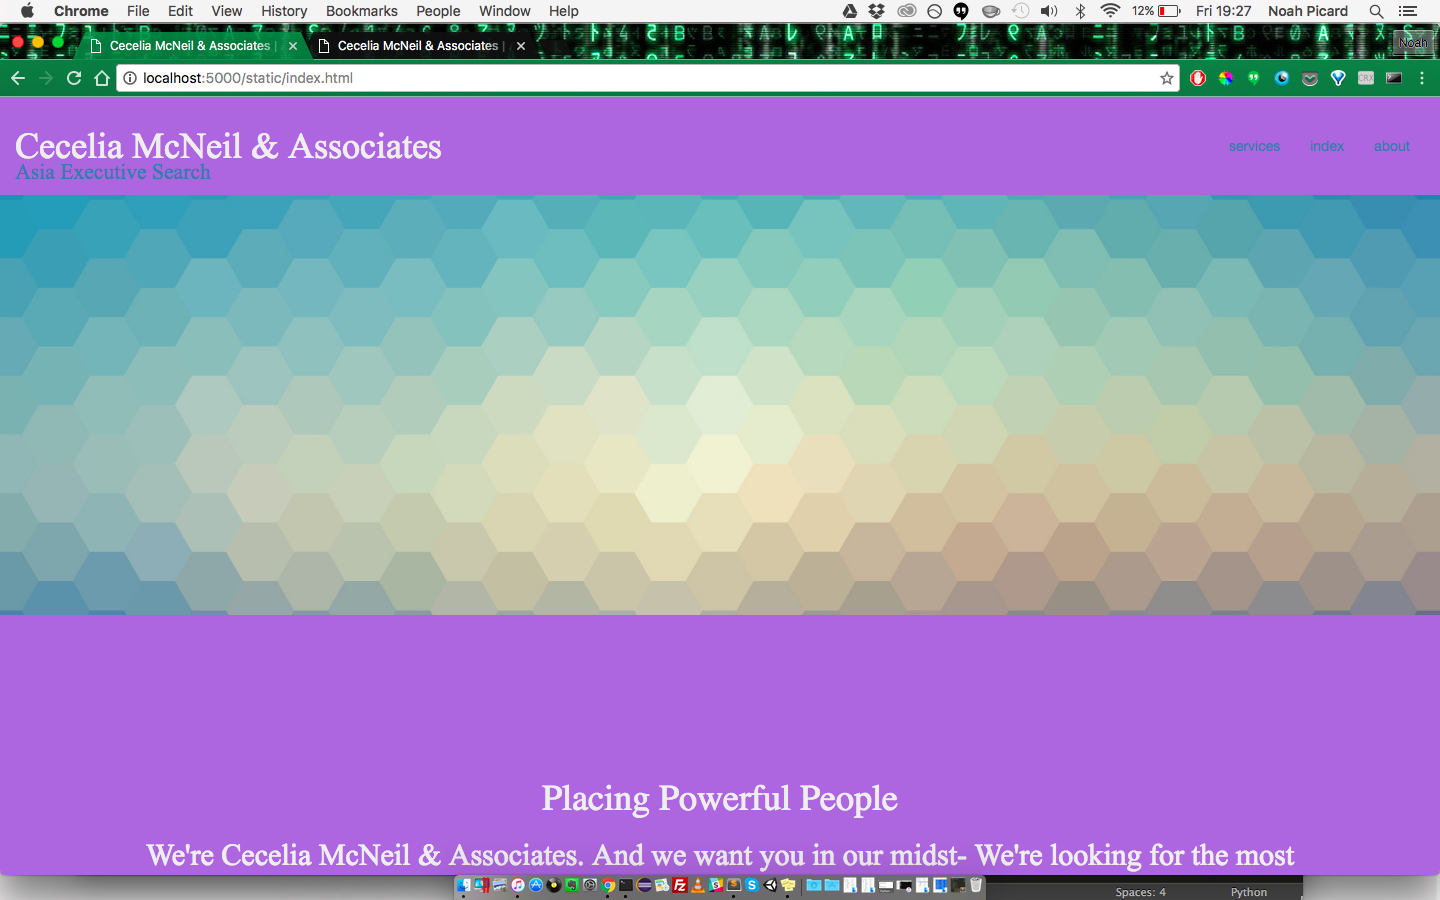 Chrome File Edit View History Bookmarks People Window Help 12% Fri 19:27 Noah Picard
Cecelia McNeil & Associates | Cecelia McNeil & Associates | Noah
localhost:5000/static/index.html CRX
Cecelia McNeil & Associates
Asia Executive Search
services index about
Placing Powerful People
We're Cecelia McNeil & Associates. And we want you in our midst- We're looking for the most
Spaces: 4 Python